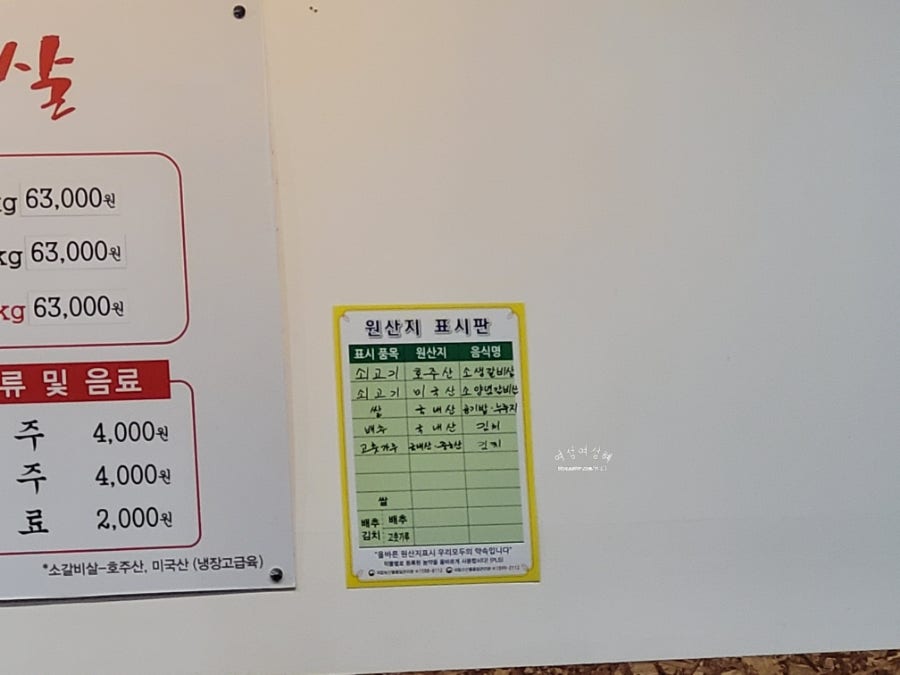 살
kg 63,000원
kg 63,000원
kg 63,000원
류 및 음료
주 4,000원
주 4,000원
료 2,000원
*소갈비살-호주산, 미국산 (냉장고급육)
원산지 표시판
표시 품목 원산지 음식명
쇠고기 호주산 소생갈비살
쇠고기 미국산 소양념갈비살
쌀 국내산 공기밥·누룽지
배추 국내산 김치
고춧가루 국내산·중국산 김치
쌀
배추 배추
김치 고춧가루
"올바른 원산지표시 우리모두의 약속입니다"
여성여성해